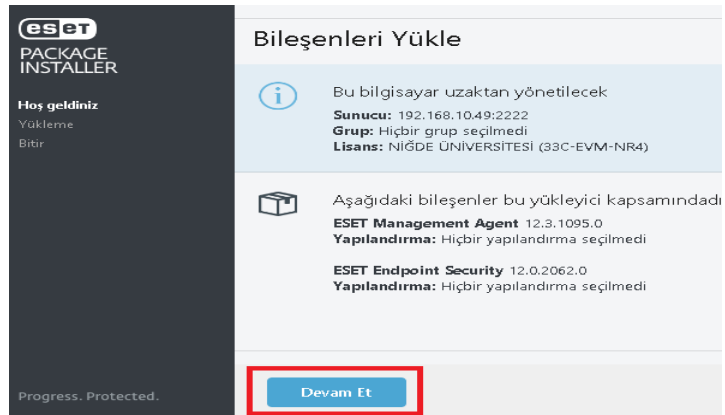 eset
PACKAGE
INSTALLER
Hoş geldiniz
Yükleme
Bitir
Progress. Protected.
Bileşenleri Yükle
Bu bilgisayar uzaktan yönetilecek
Sunucu: 192.168.10.49:2222
Grup: Hiçbir grup seçilmedi
Lisans: NİĞDE ÜNİVERSİTESİ (33C-EVM-NR4)
Aşağıdaki bileşenler bu yükleyici kapsamındadı
ESET Management Agent 12.3.1095.0
Yapılandırma: Hiçbir yapılandırma seçilmedi
ESET Endpoint Security 12.0.2062.0
Yapılandırma: Hiçbir yapılandırma seçilmedi
Devam Et